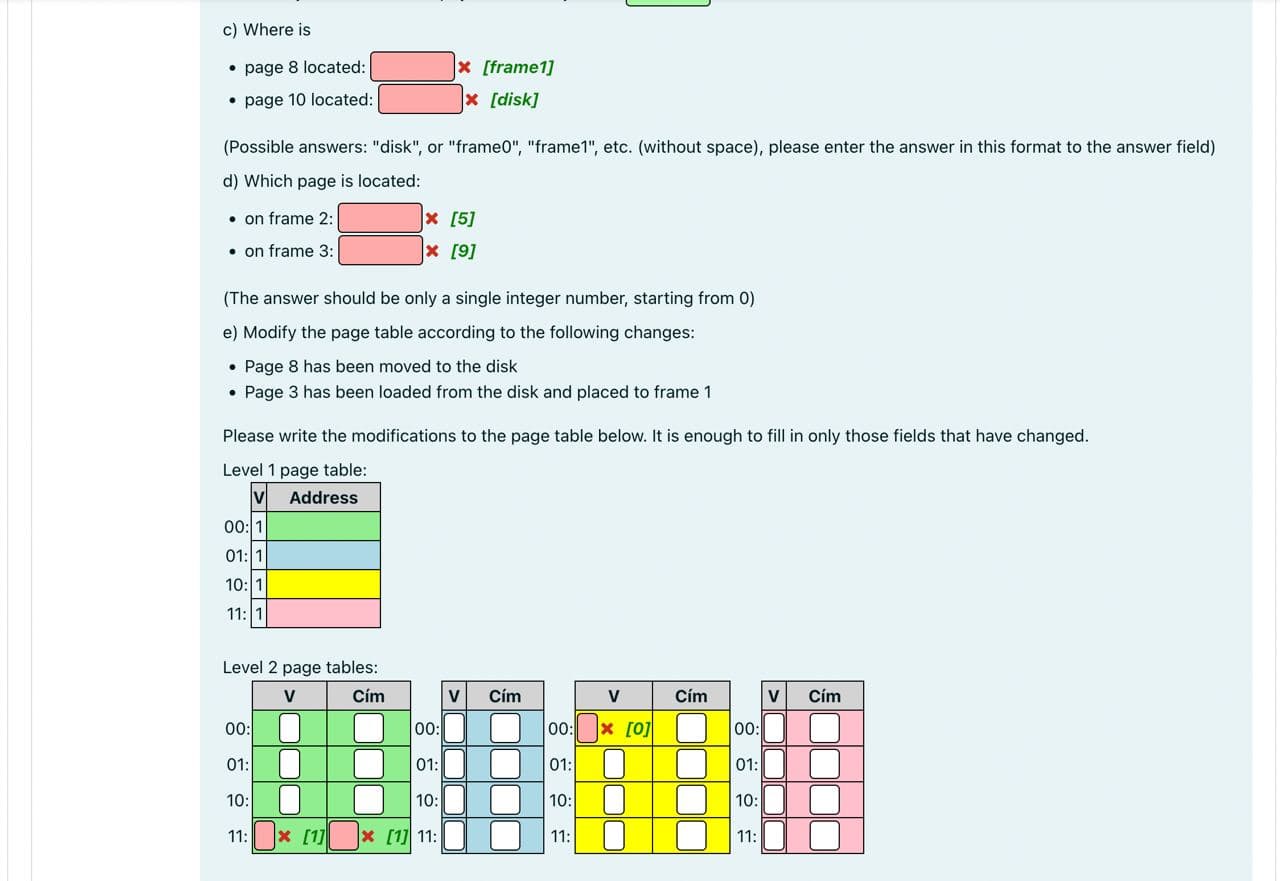 c) Where is
• page 8 located: ✖ [frame1]
• page 10 located: ✖ [disk]
(Possible answers: "disk", or "frame0", "frame1", etc. (without space), please enter the answer in this format to the answer field)
d) Which page is located:
• on frame 2: ✖ [5]
• on frame 3: ✖ [9]
(The answer should be only a single integer number, starting from 0)
e) Modify the page table according to the following changes:
• Page 8 has been moved to the disk
• Page 3 has been loaded from the disk and placed to frame 1
Please write the modifications to the page table below. It is enough to fill in only those fields that have changed.
Level 1 page table:
V Address
00: 1
01: 1
10: 1
11: 1
Level 2 page tables:
V Cím V Cím V Cím V Cím
00: 00: 00: ✖ [0] 00:
01: 01: 01: 01:
10: 10: 10: 10:
11: ✖ [1] ✖ [1] 11: 11: 11: